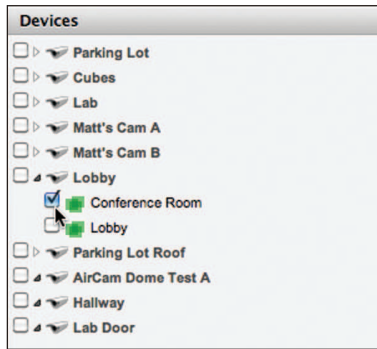 Devices
Parking Lot
Cubes
Lab
Matt's Cam A
Matt's Cam B
Lobby
Conference Room
Lobby
Parking Lot Roof
AirCam Dome Test A
Hallway
Lab Door